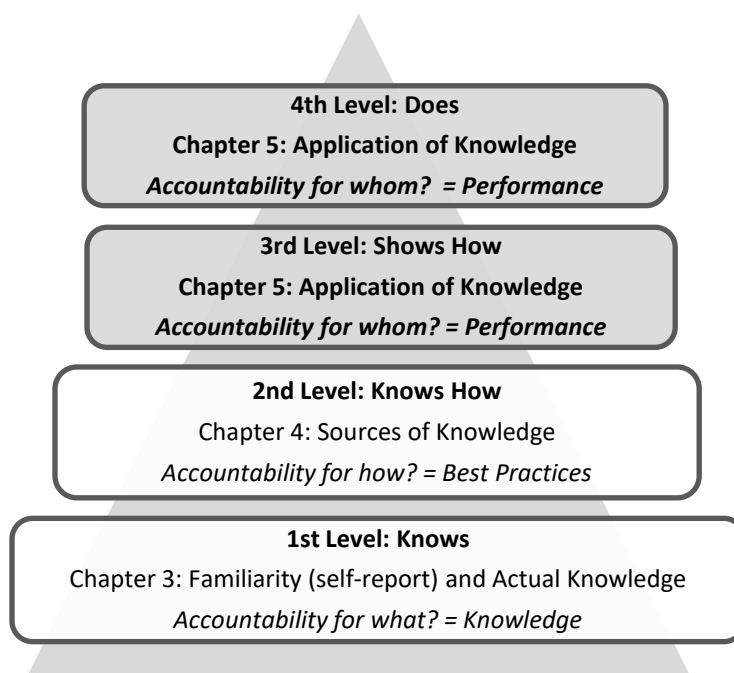 4th Level: Does
Chapter 5: Application of Knowledge
Accountability for whom?  = Performance
3rd Level: Shows How
Chapter 5: Application of Knowledge
Accountability for whom? = Performance
2nd Level: Knows How
Chapter 4: Sources of Knowledge
Accountability for how? = Best Practices
1st Level: Knows
Chapter 3: Familiarity (self-report) and Actual Knowledge
Accountability for what? = Knowledge